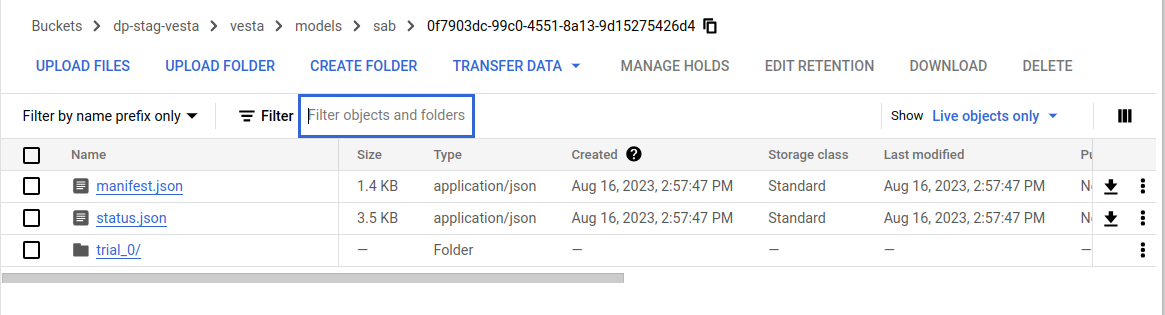 Buckets > dp-stag-vesta > vesta > models > sab > 0f7903dc-99c0-4551-8a13-9d15275426d4
UPLOAD FILES UPLOAD FOLDER CREATE FOLDER TRANSFER DATA MANAGE HOLDS EDIT RETENTION DOWNLOAD DELETE
Filter by name prefix only Filter Filter objects and folders Show Live objects only
Name Size Type Created Storage class Last modified
manifest.json 1.4 KB application/json Aug 16, 2023, 2:57:47 PM Standard Aug 16, 2023, 2:57:47 PM
status.json 3.5 KB application/json Aug 16, 2023, 2:57:47 PM Standard Aug 16, 2023, 2:57:47 PM
trial_0/ — Folder — — —